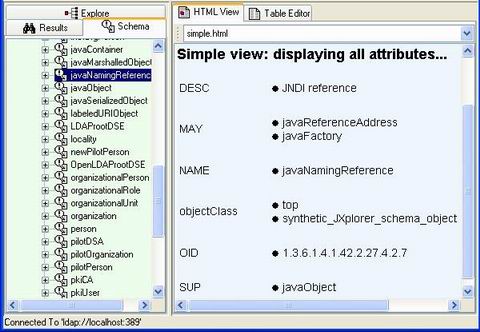 Explore
Results
Schema
javaContainer
javaMarshalledObject
javaNamingReferenc
javaObject
javaSerializedObject
labeledURIObject
LDAProotDSE
locality
newPilotPerson
OpenLDAProotDSE
organizationalPerson
organizationalRole
organizationalUnit
organization
person
pilotDSA
pilotOrganization
pilotPerson
pkiCA
pkiUser
HTML View
Table Editor
simple.html
Simple view: displaying all attributes...
DESC
JNDI reference
MAY
javaReferenceAddress
javaFactory
NAME
javaNamingReference
objectClass
top
synthetic_JXplorer_schema_object
OID
1.3.6.1.4.1.42.2.27.4.2.7
SUP
javaObject
Connected To 'ldap://localhost:389'